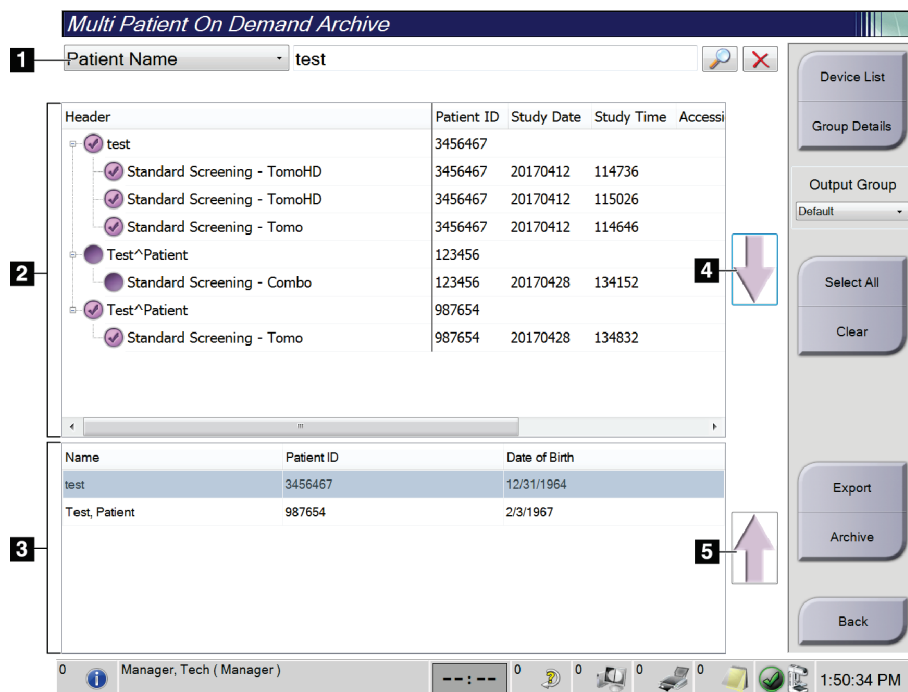 Multi Patient On Demand Archive
1 Patient Name test
Device List
Group Details
Output Group
Default
Select All
Clear
Export
Archive
Back
2
Header Patient ID Study Date Study Time Accessi
test 3456467
Standard Screening - TomoHD 3456467 20170412 114736
Standard Screening - TomoHD 3456467 20170412 115026
Standard Screening - Tomo 3456467 20170412 114646
Test^Patient 123456
Standard Screening - Combo 123456 20170428 134152
Test^Patient 987654
Standard Screening - Tomo 987654 20170428 134832
4
3
Name Patient ID Date of Birth
test 3456467 12/31/1964
Test, Patient 987654 2/3/1967
5
0 Manager, Tech ( Manager ) --:-- 0 0 0 0 1:50:34 PM